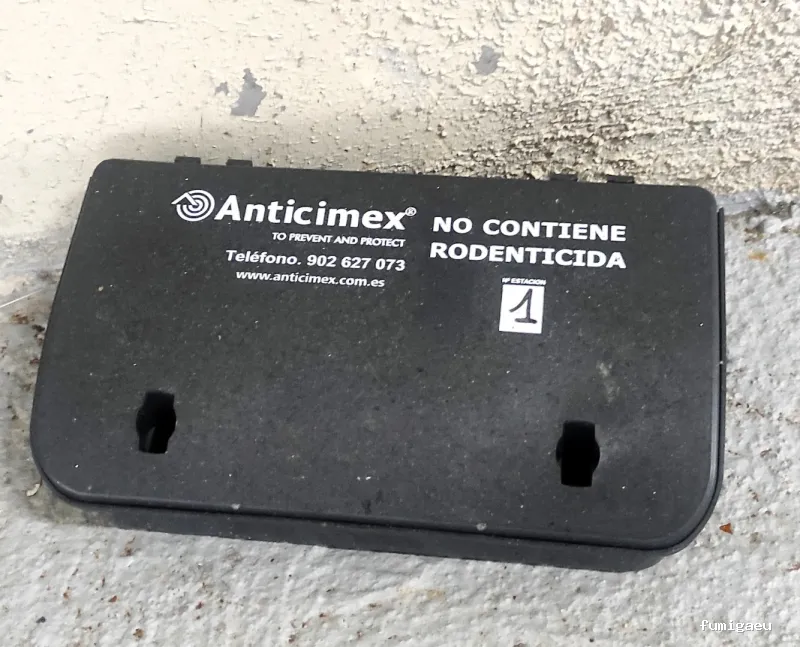 Anticimex®
TO PREVENT AND PROTECT
Teléfono. 902 627 073
www.anticimex.com.es
NO CONTIENE
RODENTICIDA
Nº ESTACIÓN
1
fumigaeu